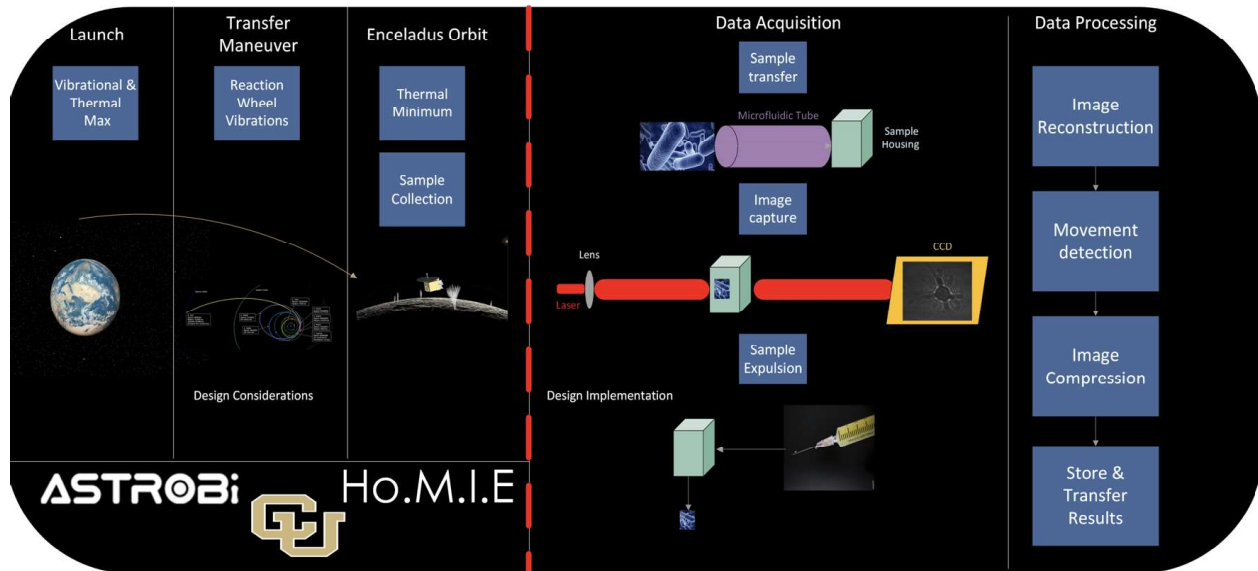 Launch
Vibrational &
Thermal
Max
Transfer
Maneuver
Reaction
Wheel
Vibrations
Enceladus Orbit
Thermal
Minimum
Sample
Collection
Design Considerations
ASTROBi
CU
Ho.M.I.E
Data Acquisition
Sample
transfer
Microfluidic Tube
Sample
Housing
Image
capture
Lens
Laser
CCD
Sample
Expulsion
Design Implementation
Data Processing
Image
Reconstruction
Movement
detection
Image
Compression
Store &
Transfer
Results